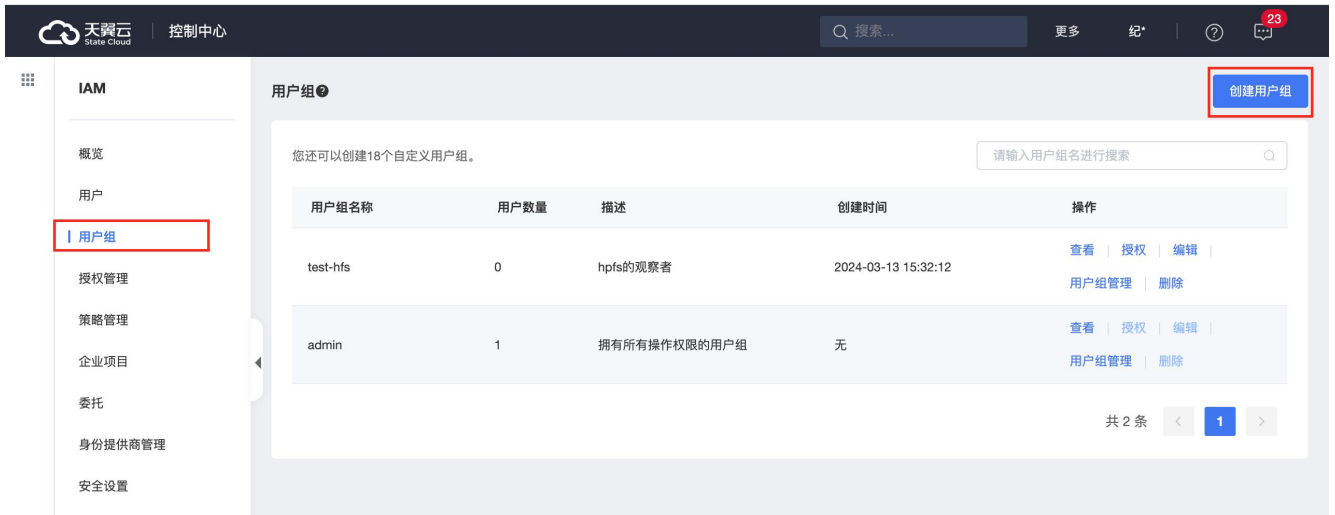 天翼云
State Cloud
控制中心
搜索...
更多
纪*
23
IAM
概览
用户
用户组
授权管理
策略管理
企业项目
委托
身份提供商管理
安全设置
用户组
创建用户组
您还可以创建18个自定义用户组。
请输入用户组名进行搜索
用户组名称 用户数量 描述 创建时间 操作
test-hfs 0 hpfs的观察者 2024-03-13 15:32:12 查看 授权 编辑
用户组管理 删除
admin 1 拥有所有操作权限的用户组 无 查看 授权 编辑
用户组管理 删除
共 2 条 < 1 >